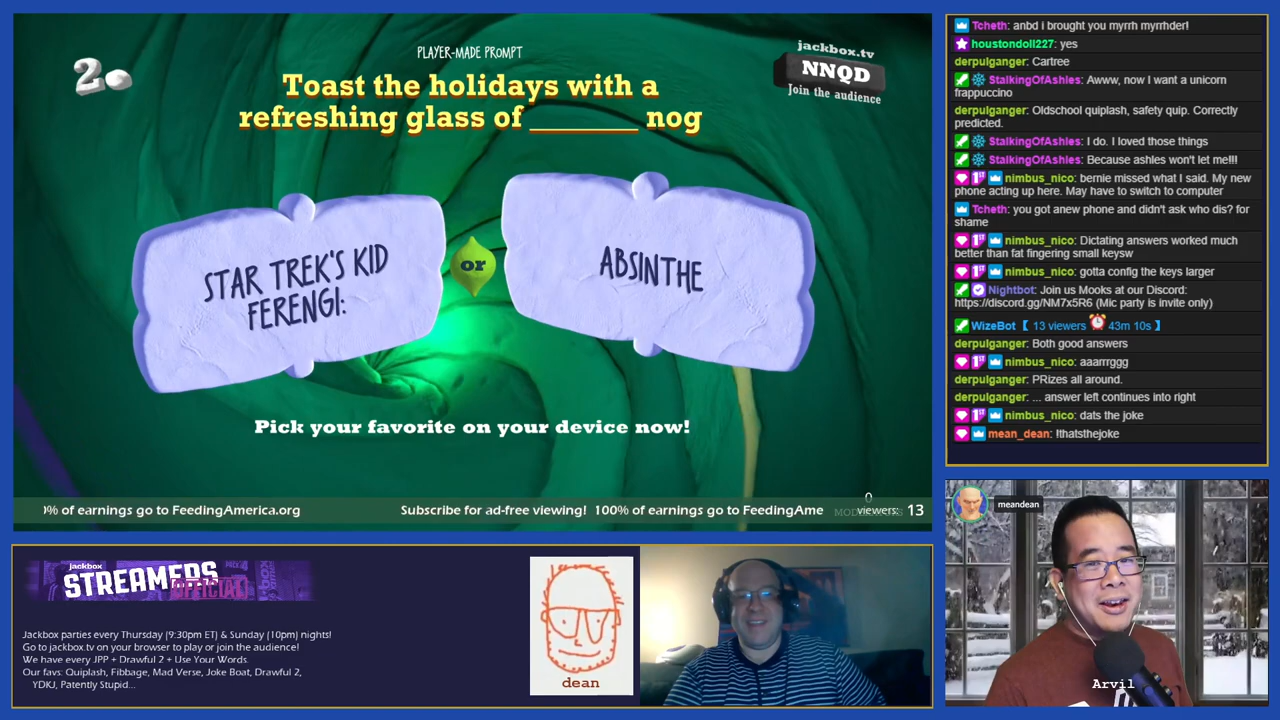 PLAYER-MADE PROMPT
Toast the holidays with a
refreshing glass of ________ nog
20
jackbox.tv
NNQD
Join the audience
STAR TREK'S KID
FERENGI:
or
ABSINTHE
Pick your favorite on your device now!
% of earnings go to FeedingAmerica.org
Subscribe for ad-free viewing! 100% of earnings go to FeedingAme
0
viewers: 13
Tcheth: anbd i brought you myrrh myrrhder!
houstondoll227: yes
derpulganger: Cartree
StalkingOfAshles: Awww, now I want a unicorn
frappuccino
derpulganger: Oldschool quiplash, safety quip. Correctly
predicted.
StalkingOfAshles: I do. I loved those things
StalkingOfAshles: Because ashles won't let me!!!
nimbus_nico: bernie missed what I said. My new
phone acting up here. May have to switch to computer
Tcheth: you got anew phone and didn't ask who dis? for
shame
nimbus_nico: Dictating answers worked much
better than fat fingering small keysw
nimbus_nico: gotta config the keys larger
Nightbot: Join us Mooks at our Discord:
https://discord.gg/NM7x5R6 (Mic party is invite only)
WizeBot 【 13 viewers ⏰ 43m 10s 】
derpulganger: Both good answers
nimbus_nico: aaarrrggg
derpulganger: PRizes all around.
derpulganger: ... answer left continues into right
nimbus_nico: dats the joke
mean_dean: !thatsthejoke
jackbox
STREAMERS
OFFICIAL
Jackbox parties every Thursday (9:30pm ET) & Sunday (10pm) nights!
Go to jackbox.tv on your browser to play or join the audience!
We have every JPP + Drawful 2 + Use Your Words.
Our favs: Quiplash, Fibbage, Mad Verse, Joke Boat, Drawful 2,
YDKJ, Patently Stupid...
dean
meandean
Arvil